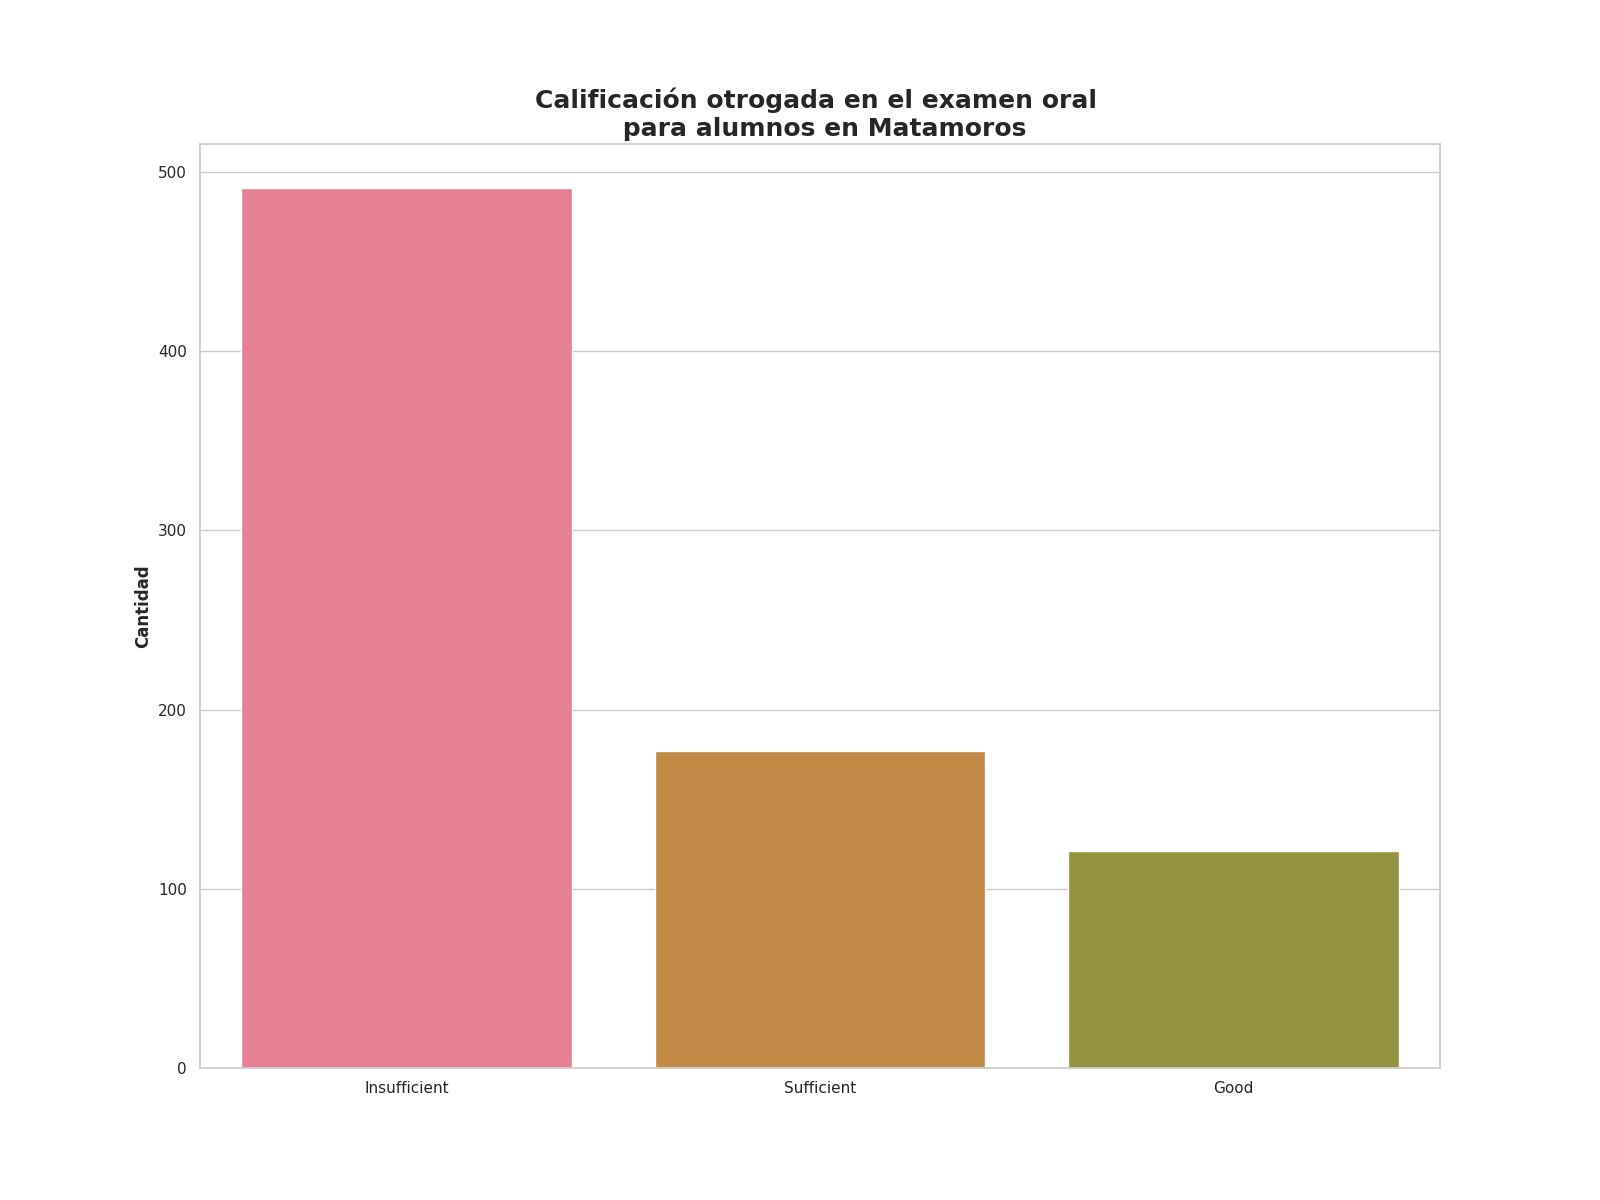 Calificación otrogada en el examen oral
para alumnos en Matamoros
500
400
300
200
100
0
Cantidad
Insufficient
Sufficient
Good